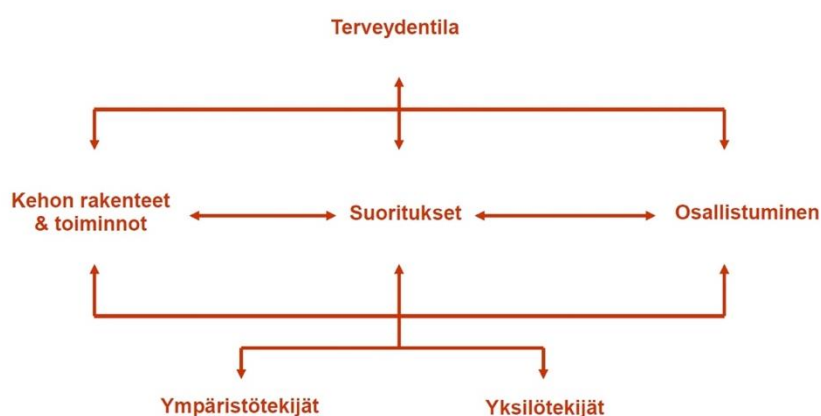 Terveydentila
Kehon rakenteet
& toiminnot
Suoritukset
Osallistuminen
Ympäristötekijät
Yksilötekijät